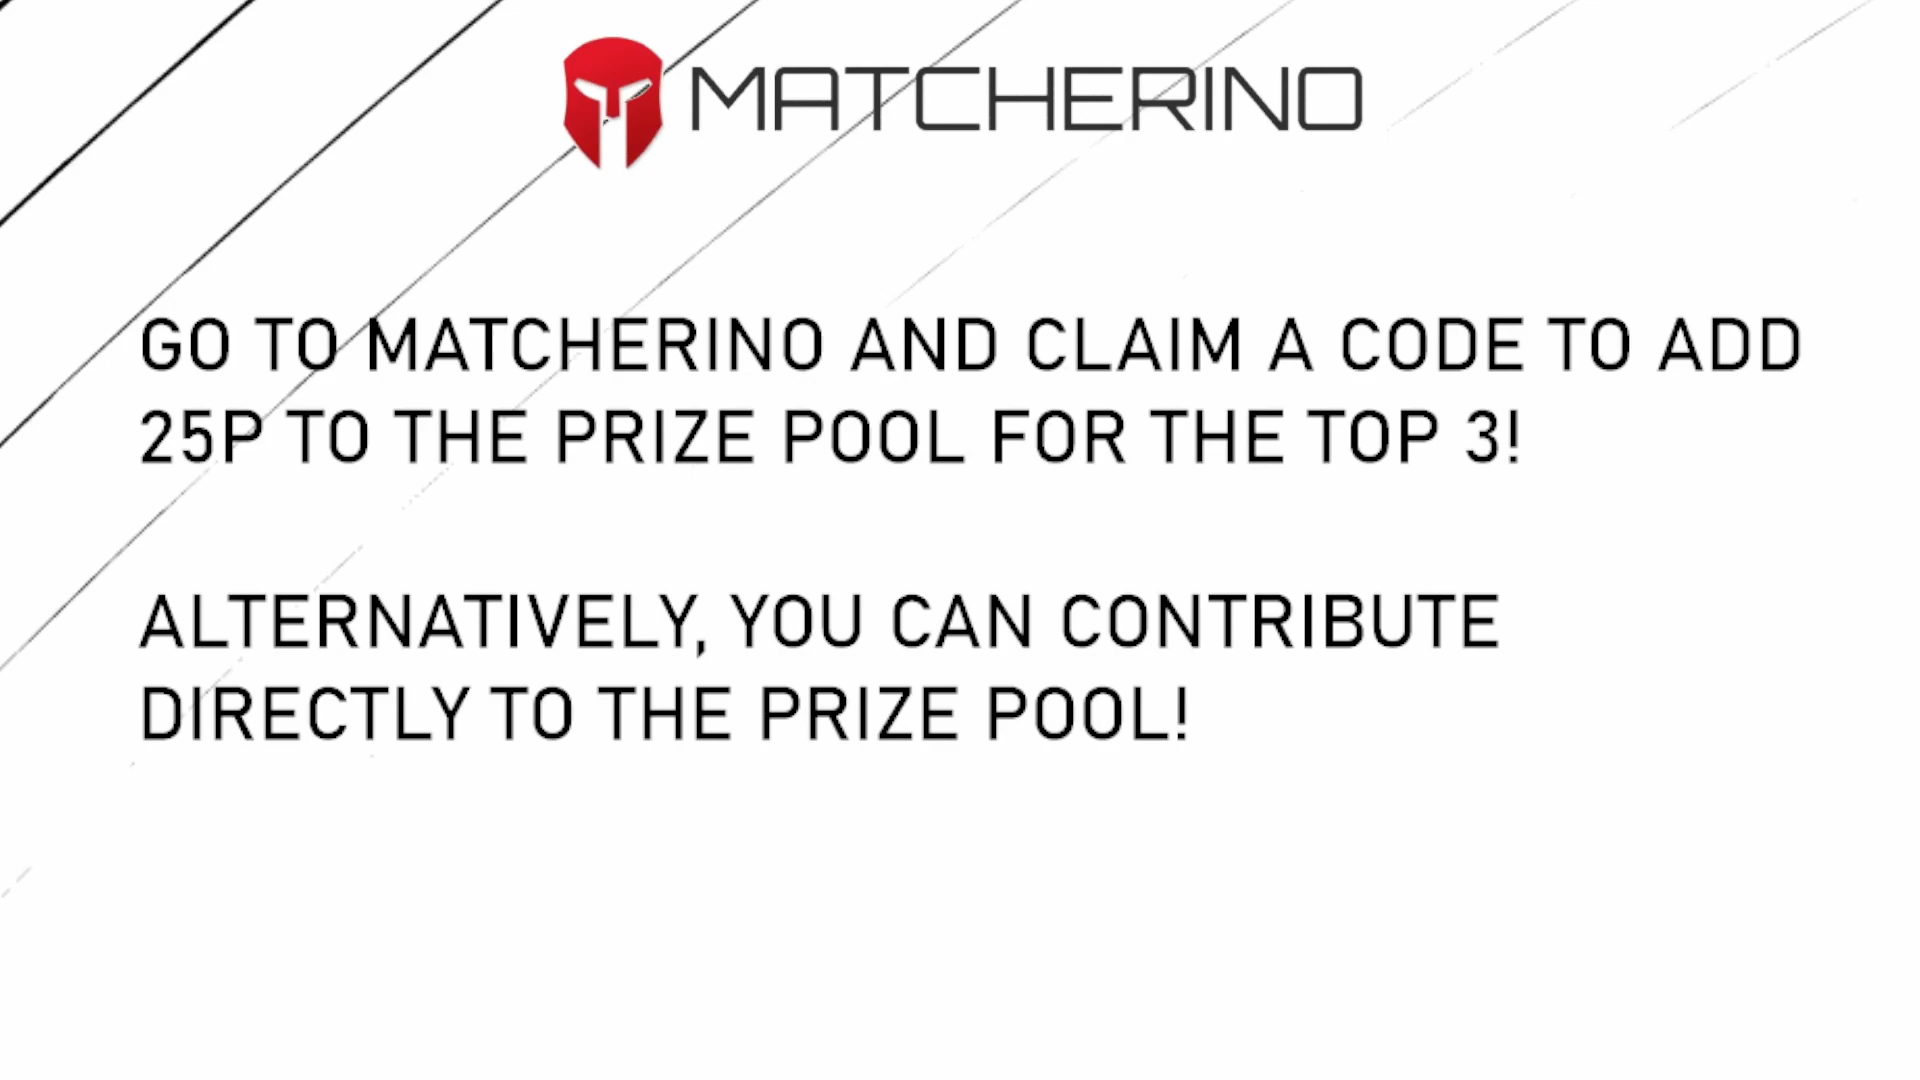 MATCHERINO
GO TO MATCHERINO AND CLAIM A CODE TO ADD
25P TO THE PRIZE POOL FOR THE TOP 3!
ALTERNATIVELY, YOU CAN CONTRIBUTE
DIRECTLY TO THE PRIZE POOL!